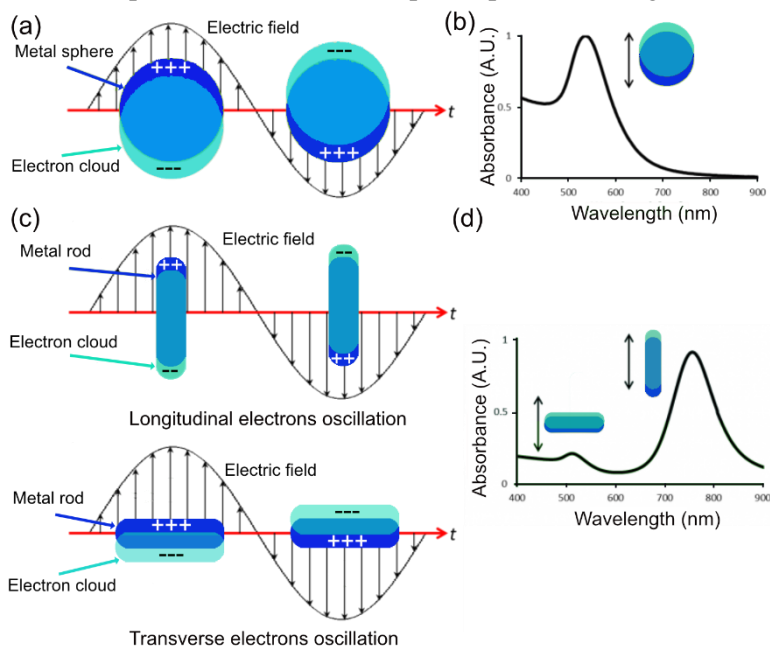 (a)
Electric field
Metal sphere
+++
---
t
+++
---
Electron cloud
(b)
Absorbance (A.U.)
1
0.5
400 500 600 700 800 900
Wavelength (nm)
(c)
Electric field
Metal rod
++
--
t
++
--
Electron cloud
Longitudinal electrons oscillation
Electric field
Metal rod
+++
---
t
+++
---
Electron cloud
Transverse electrons oscillation
(d)
Absorbance (A.U.)
1
0.5
400 500 600 700 800 900
Wavelength (nm)